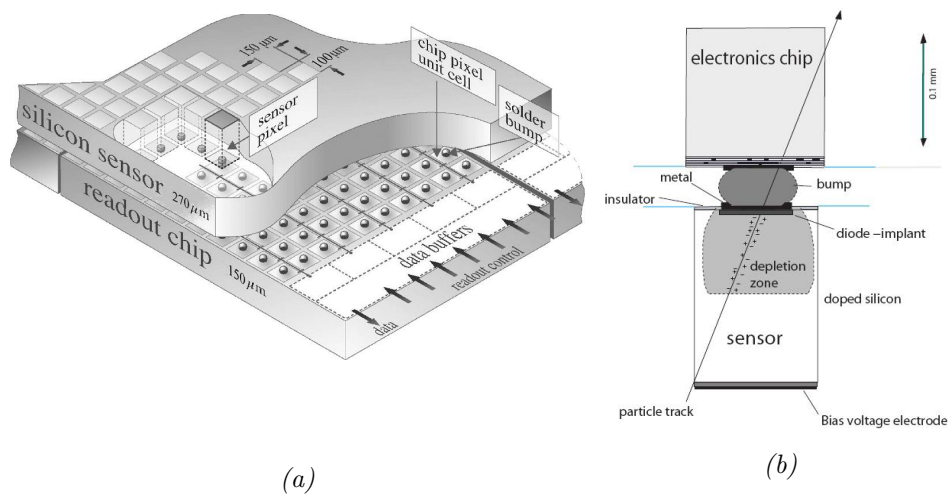 150 µm
100µm
chip pixel
unit cell
solder
bump
sensor
pixel
silicon sensor
270 µm
readout chip
150 µm
data buffers
readout control
data
(a)
electronics chip
0.1 mm
metal
bump
insulator
diode –implant
depletion
zone
doped silicon
sensor
particle track
Bias voltage electrode
(b)